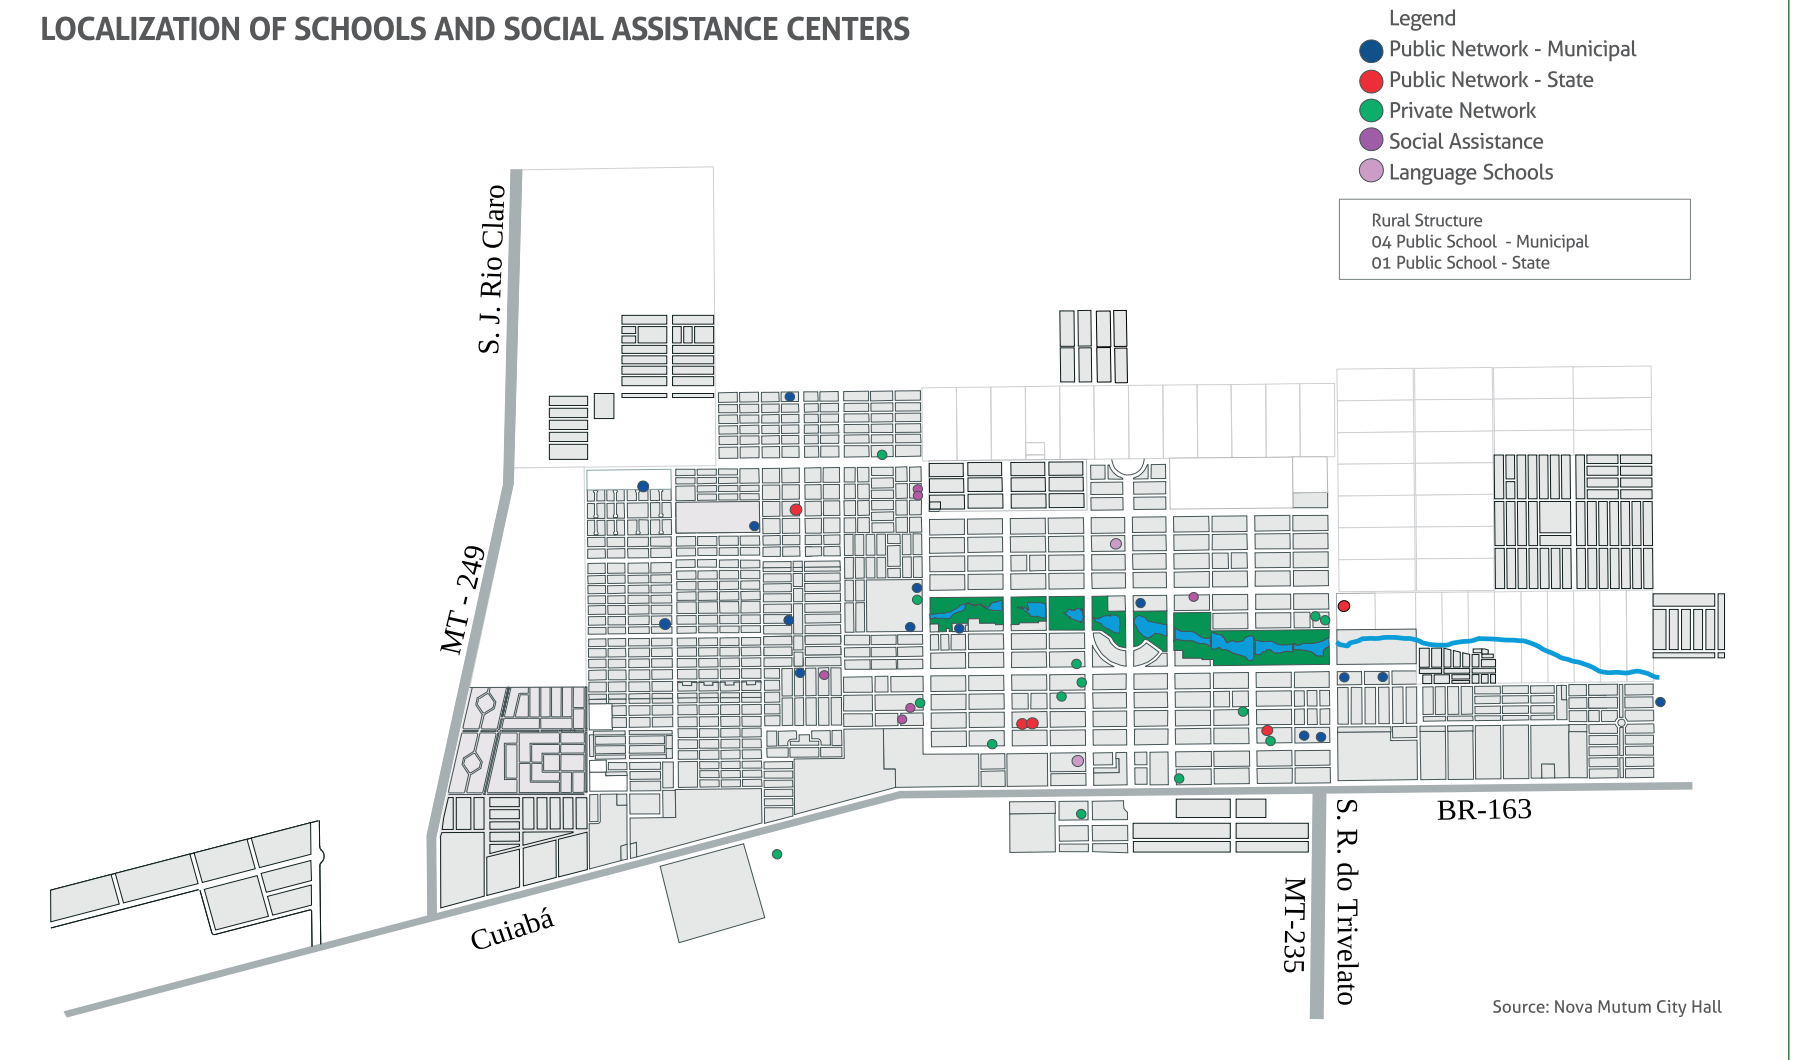 LOCALIZATION OF SCHOOLS AND SOCIAL ASSISTANCE CENTERS
Legend
Public Network - Municipal
Public Network - State
Private Network
Social Assistance
Language Schools
Rural Structure
04 Public School - Municipal
01 Public School - State
S. J. Rio Claro
MT - 249
Cuiabá
BR-163
S. R. do Trivelato
MT-235
Source: Nova Mutum City Hall